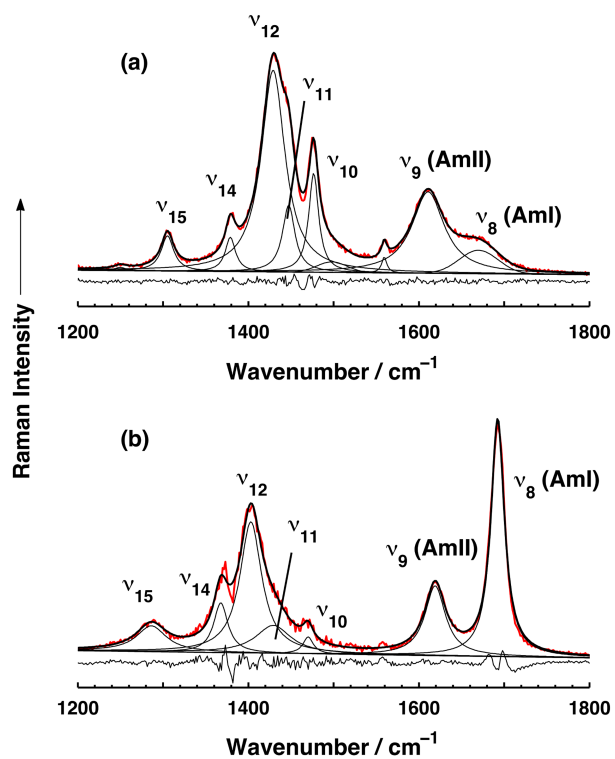 (a)
ν12
ν11
ν10
ν14
ν15
ν9 (AmII)
ν8 (AmI)
1200 1400 1600 1800
Wavenumber / cm−1
Raman Intensity
(b)
ν12
ν11
ν10
ν14
ν15
ν9 (AmII)
ν8 (AmI)
1200 1400 1600 1800
Wavenumber / cm−1